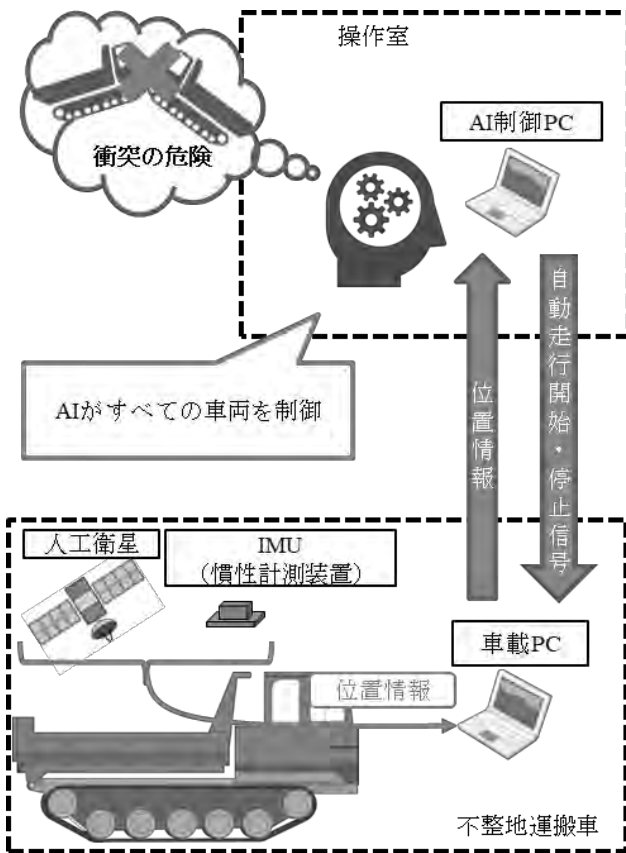 操作室
衝突の危険
AI制御PC
自動走行開始・停止信号
位置情報
AIがすべての車両を制御
人工衛星
IMU
（慣性計測装置）
車載PC
位置情報
不整地運搬車